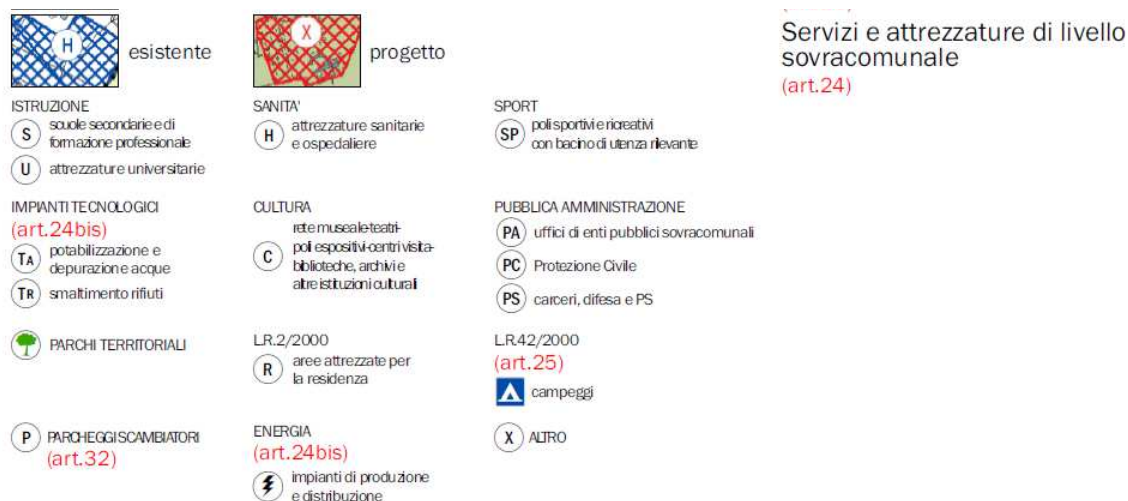 H esistente
X progetto
Servizi e attrezzature di livello
sovracomunale
(art.24)
ISTRUZIONE
S scuole secondarie e di
formazione professionale
U attrezzature universitarie
SANITA'
H attrezzature sanitarie
e ospedaliere
SPORT
SP poli sportivi e ricreativi
con bacino di utenza rilevante
IMPIANTI TECNOLOGICI
(art.24bis)
TA potabilizzazione e
depurazione acque
TR smaltimento rifiuti
CULTURA
rete museale-teatri-
poli espositivi-centri visita-
C biblioteche, archivi e
altre istituzioni culturali
PUBBLICA AMMINISTRAZIONE
PA uffici di enti pubblici sovracomunali
PC Protezione Civile
PS carceri, difesa e PS
PARCHI TERRITORIALI
L.R.2/2000
R aree attrezzate per
la residenza
L.R.42/2000
(art.25)
campeggi
P PARCHEGGI SCAMBIATORI
(art.32)
ENERGIA
(art.24bis)
impianti di produzione
e distribuzione
X ALTRO